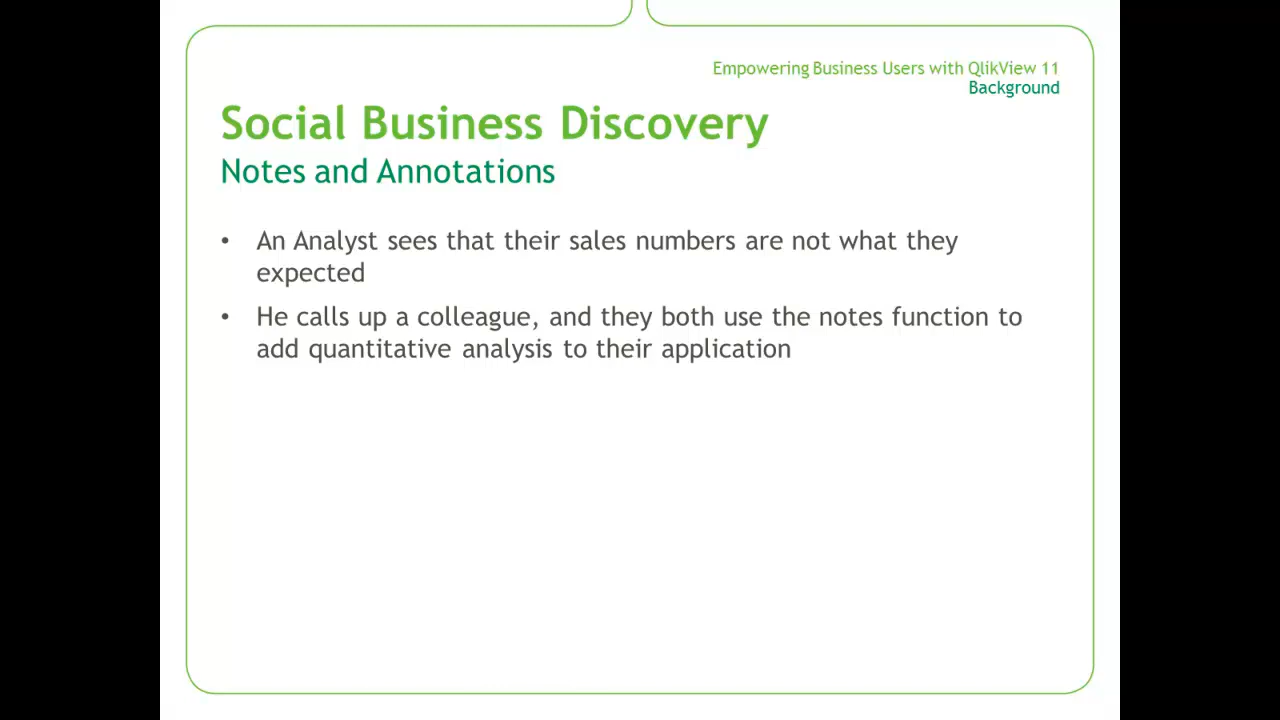 Empowering Business Users with QlikView 11
Background
Social Business Discovery
Notes and Annotations
• An Analyst sees that their sales numbers are not what they
expected
• He calls up a colleague, and they both use the notes function to
add quantitative analysis to their application